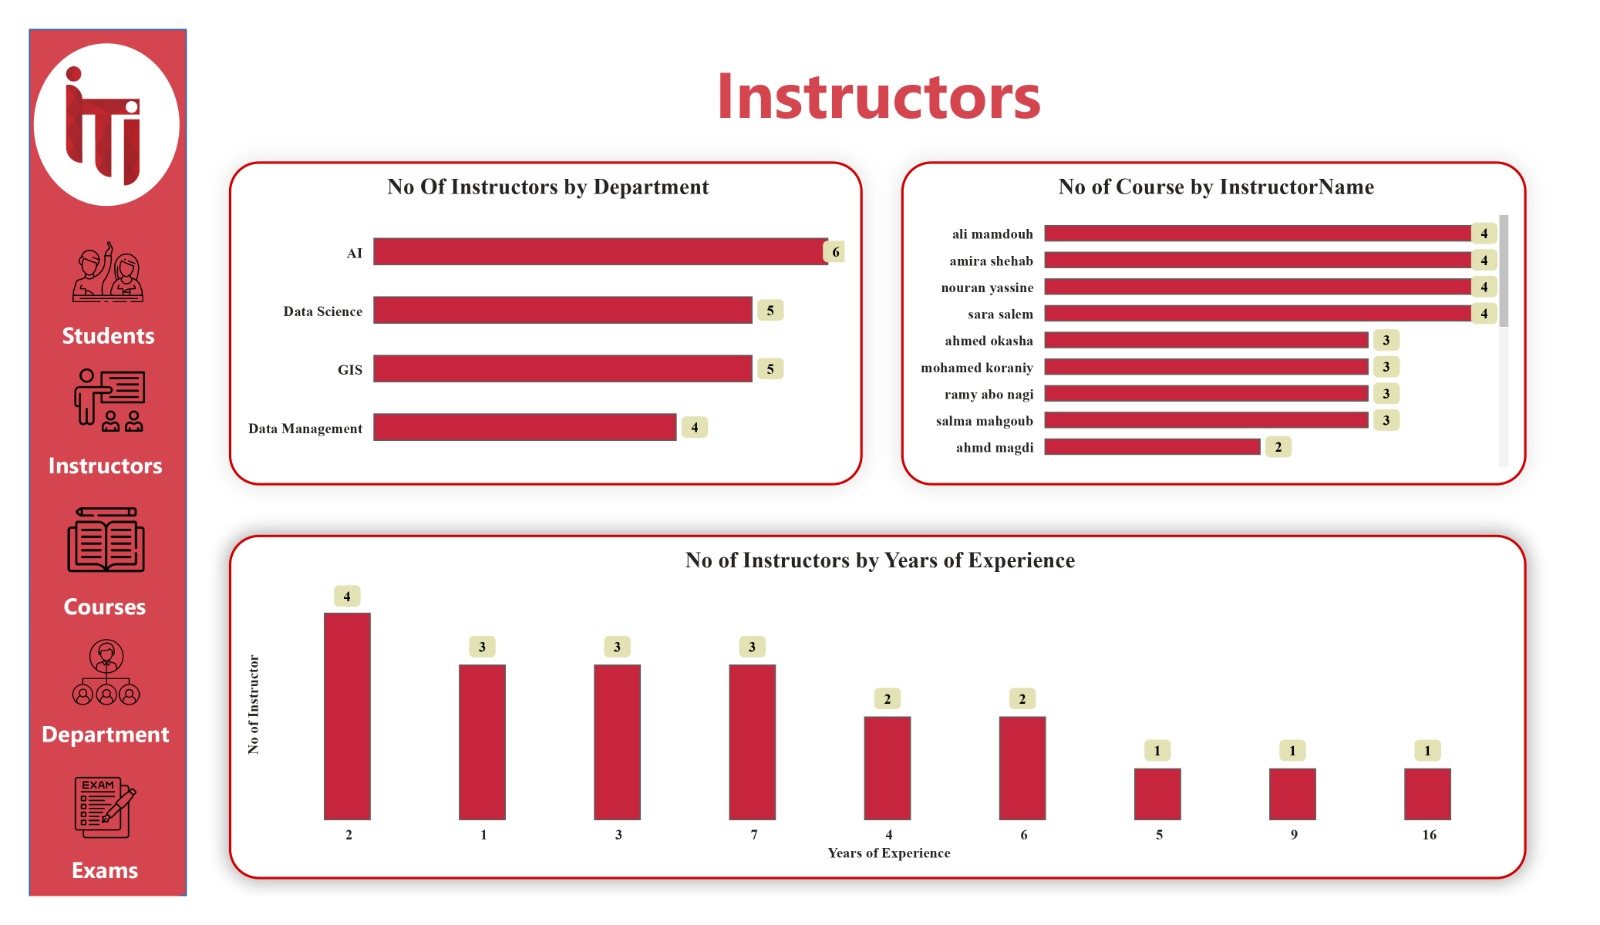 iTi
Students
Instructors
Courses
Department
EXAM
Exams
Instructors
No Of Instructors by Department
AI 6
Data Science 5
GIS 5
Data Management 4
No of Course by InstructorName
ali mamdouh 4
amira shehab 4
nouran yassine 4
sara salem 4
ahmed okasha 3
mohamed koraniy 3
ramy abo nagi 3
salma mahgoub 3
ahmd magdi 2
No of Instructors by Years of Experience
No of Instructor
4 3 3 3 2 2 1 1 1
2 1 3 7 4 6 5 9 16
Years of Experience